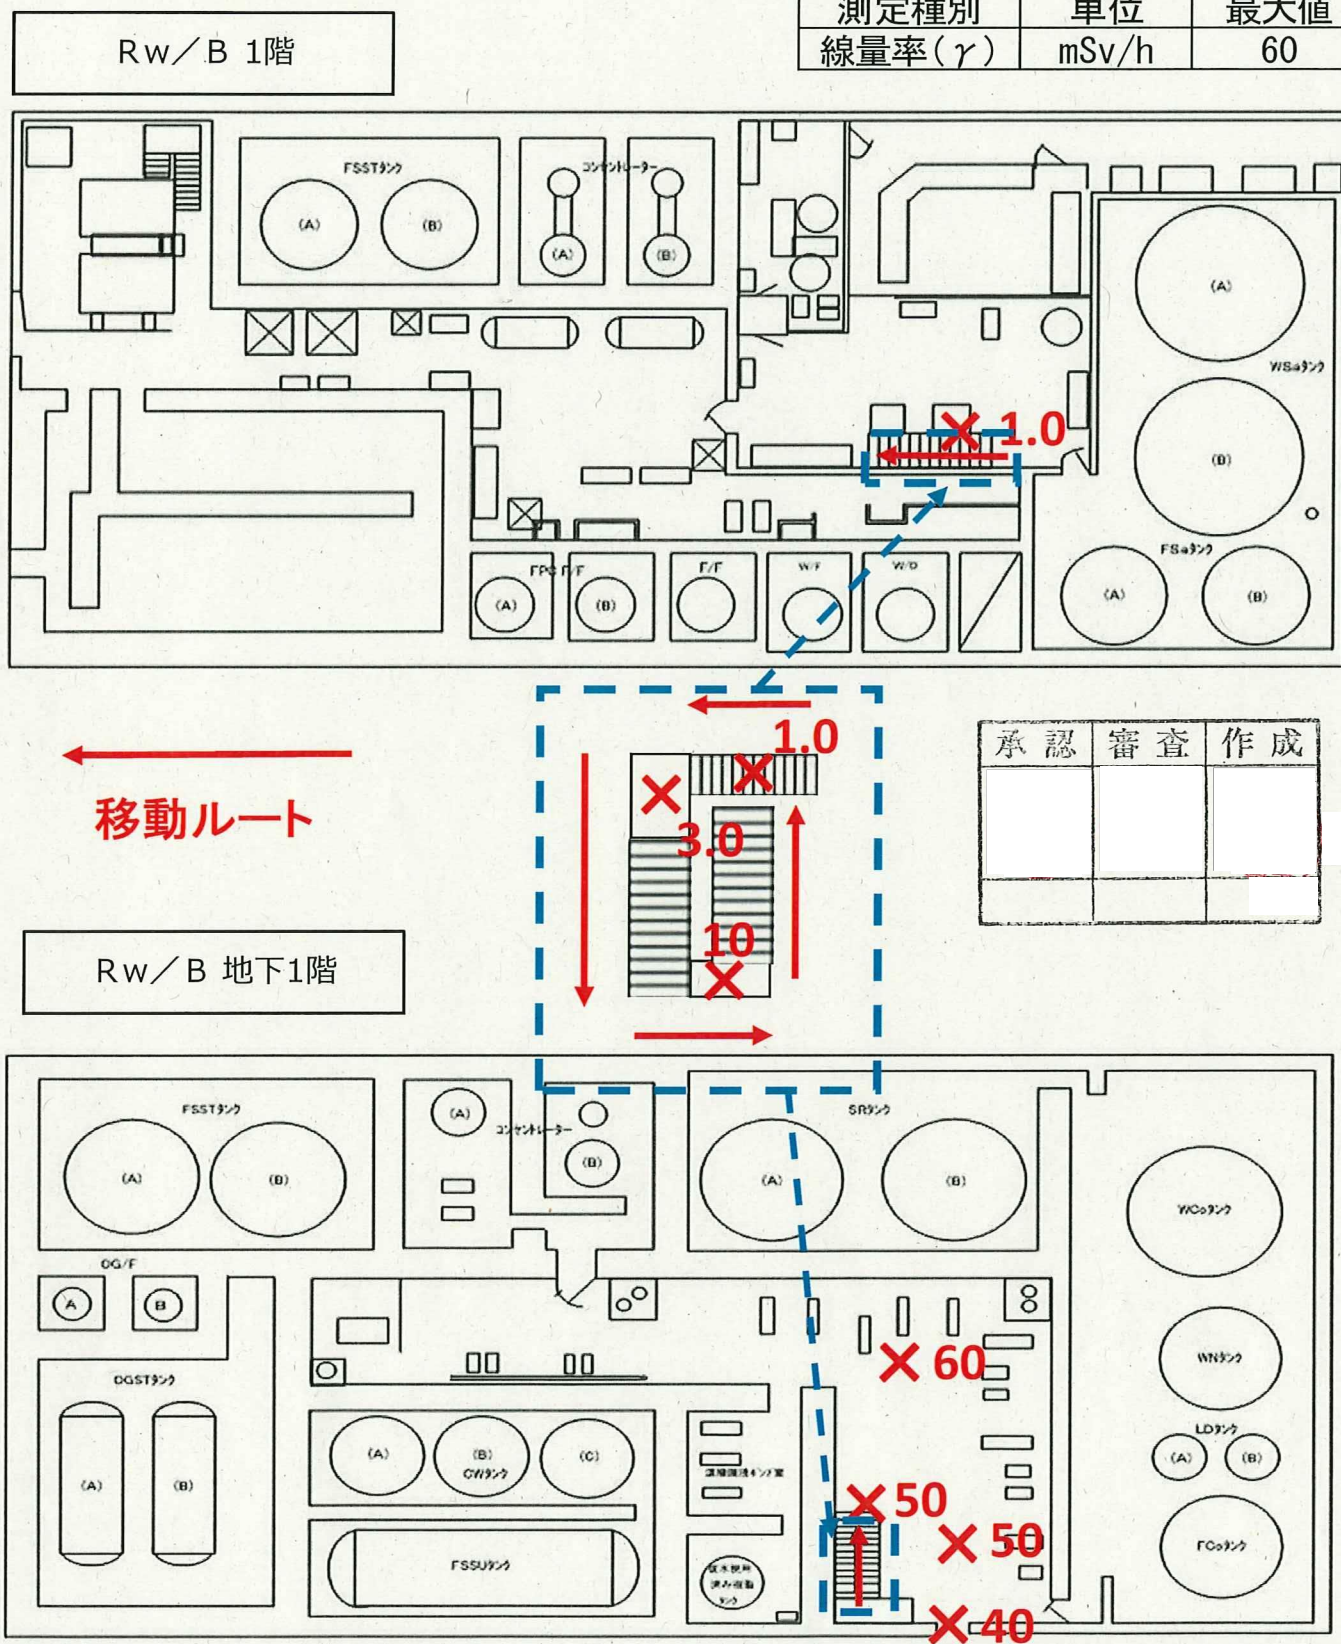 測定種別 単位 最大値
線量率(γ) mSv/h 60
Rw/B 1階
FSSTタンク
(A) (B)
コンセントレーター
(A) (B)
(A)
WSaタンク
(B)
1.0
FSaタンク
(A) (B)
FPC F/F
(A) (B)
F/F
W/F
W/D
1.0
3.0
10
移動ルート
承認 審査 作成
Rw/B 地下1階
FSSTタンク
(A) (B)
(A)
コンセントレーター
(B)
SRタンク
(A) (B)
WCoタンク
OG/F
A B
60
WNタンク
OGSTタンク
(A) (B)
(A) (B) (C)
CWタンク
LDタンク
(A) (B)
50
50
FSSUタンク
FCoタンク
40